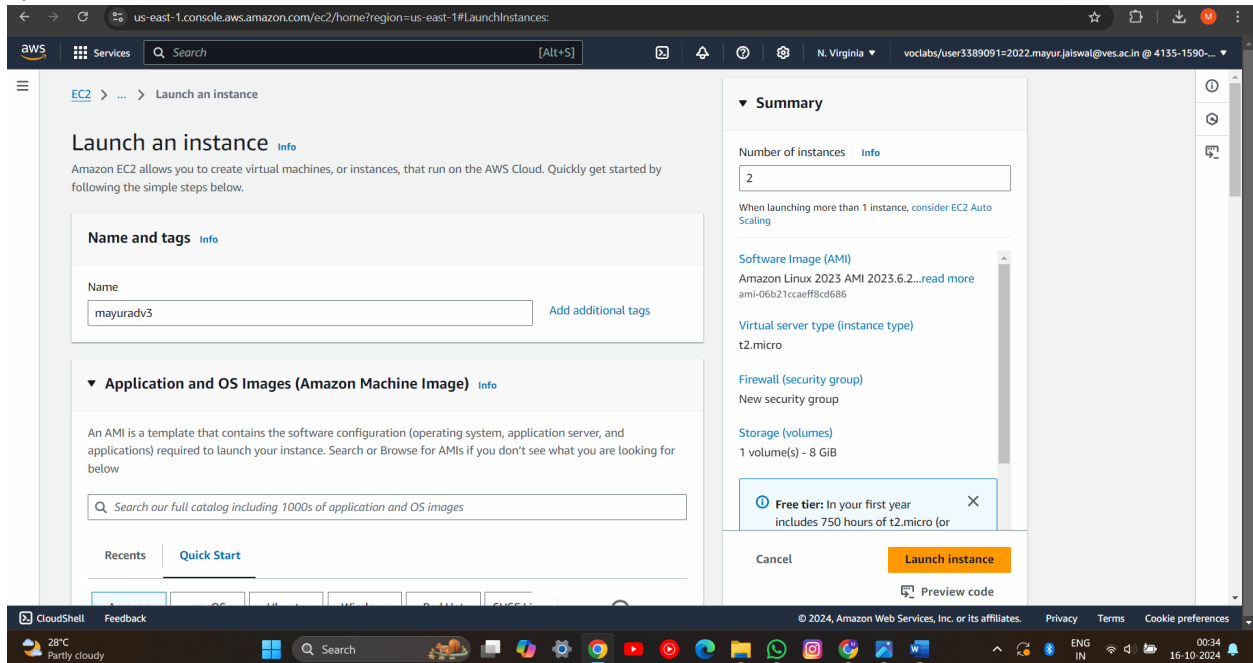 us-east-1.console.aws.amazon.com/ec2/home?region=us-east-1#LaunchInstances:
M
aws
Services
Search
[Alt+S]
N. Virginia ▼
voclabs/user3389091=2022.mayur.jaiswal@ves.ac.in @ 4135-1590-... ▼
EC2 > ... > Launch an instance
Launch an instance Info
Amazon EC2 allows you to create virtual machines, or instances, that run on the AWS Cloud. Quickly get started by
following the simple steps below.
Name and tags Info
Name
mayuradv3
Add additional tags
▼ Application and OS Images (Amazon Machine Image) Info
An AMI is a template that contains the software configuration (operating system, application server, and
applications) required to launch your instance. Search or Browse for AMIs if you don't see what you are looking for
below
Search our full catalog including 1000s of application and OS images
Recents
Quick Start
▼ Summary
Number of instances Info
2
When launching more than 1 instance, consider EC2 Auto
Scaling
Software Image (AMI)
Amazon Linux 2023 AMI 2023.6.2...read more
ami-06b21ccaeff8cd686
Virtual server type (instance type)
t2.micro
Firewall (security group)
New security group
Storage (volumes)
1 volume(s) - 8 GiB
Free tier: In your first year
includes 750 hours of t2.micro (or
Cancel
Launch instance
Preview code
CloudShell
Feedback
© 2024, Amazon Web Services, Inc. or its affiliates.
Privacy
Terms
Cookie preferences
28°C
Partly cloudy
Search
ENG
IN
00:34
16-10-2024